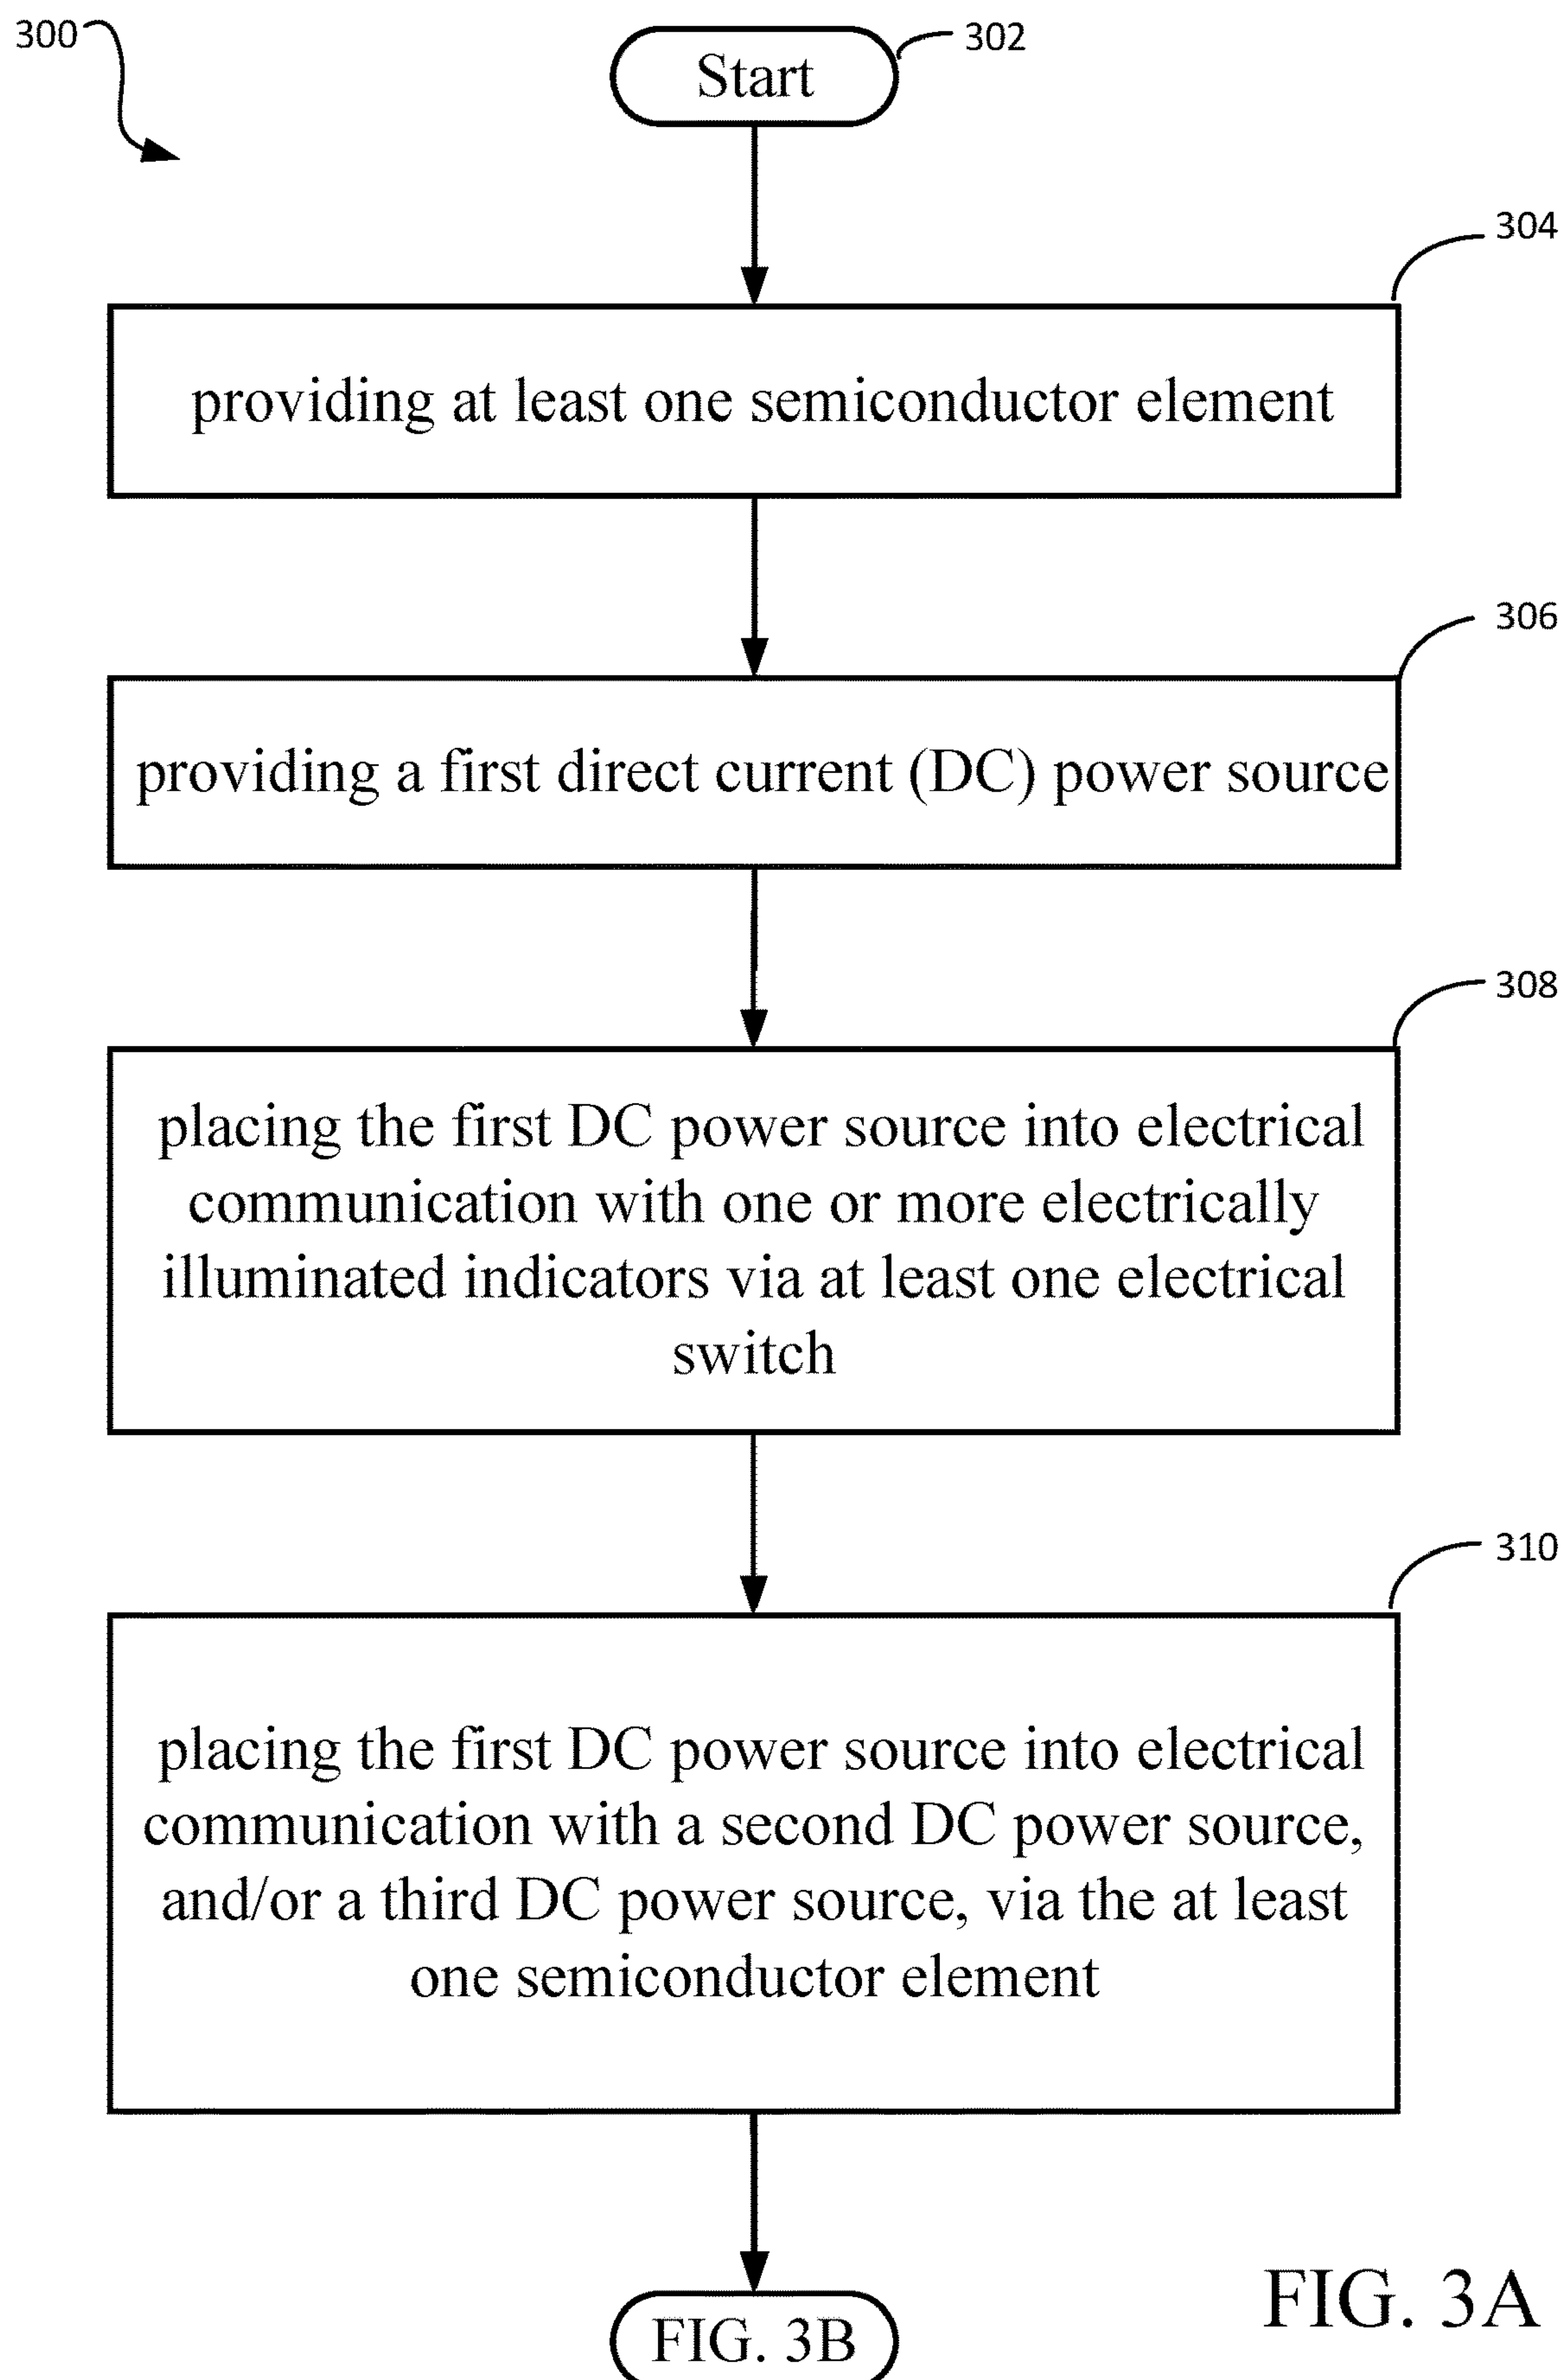 300
302
Start
304
providing at least one semiconductor element
306
providing a first direct current (DC) power source
308
placing the first DC power source into electrical
communication with one or more electrically
illuminated indicators via at least one electrical
switch
310
placing the first DC power source into electrical
communication with a second DC power source,
and/or a third DC power source, via the at least
one semiconductor element
FIG. 3B
FIG. 3A